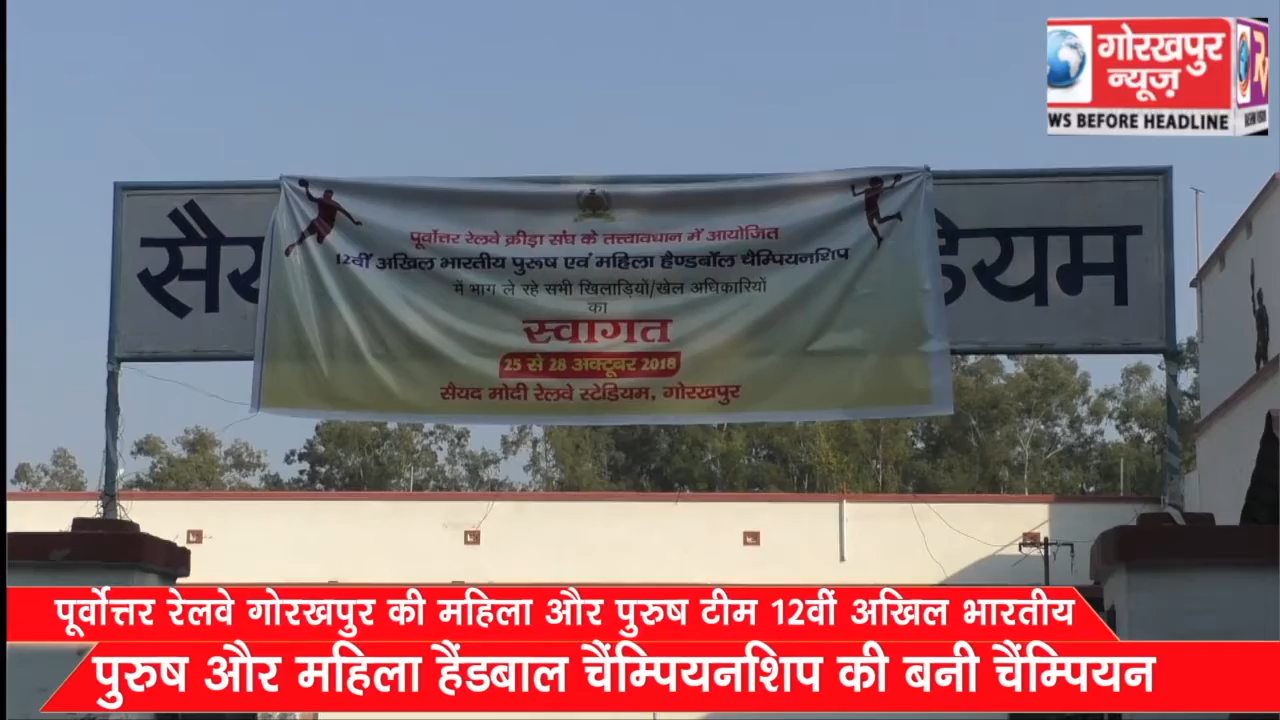 गोरखपुर
न्यूज़
WS BEFORE HEADLINE
पूर्वोत्तर रेलवे क्रीड़ा संघ के तत्त्वावधान में आयोजित
12वीं अखिल भारतीय पुरूष एवं महिला हैण्डबॉल चैम्पियनशिप
में भाग ले रहे सभी खिलाड़ियों/खेल अधिकारियों
का
स्वागत
25 से 28 अक्टूबर 2018
सैयद मोदी रेलवे स्टेडियम, गोरखपुर
पूर्वोत्तर रेलवे गोरखपुर की महिला और पुरुष टीम 12वीं अखिल भारतीय
पुरुष और महिला हैंडबाल चैंम्पियनशिप की बनी चैंम्पियन